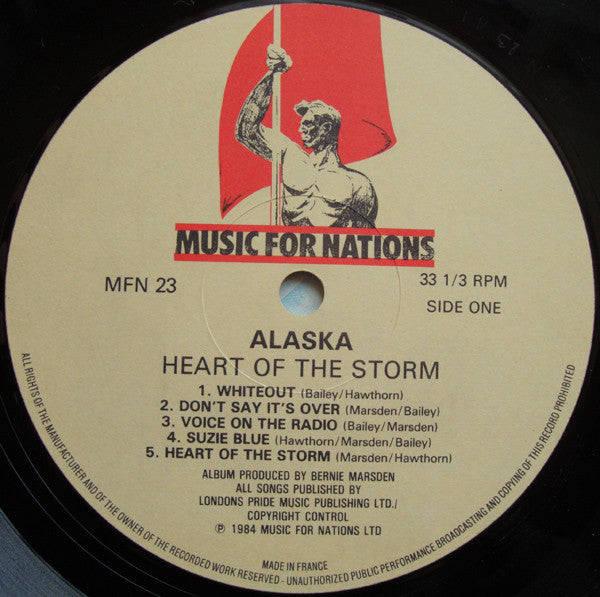 MUSIC FOR NATIONS
MFN 23
33 1/3 RPM
SIDE ONE
ALASKA
HEART OF THE STORM
1. WHITEOUT (Bailey/Hawthorn)
2. DON'T SAY IT'S OVER (Marsden/Bailey)
3. VOICE ON THE RADIO (Bailey/Marsden)
4. SUZIE BLUE (Hawthorn/Marsden/Bailey)
5. HEART OF THE STORM (Marsden/Hawthorn)
ALBUM PRODUCED BY BERNIE MARSDEN
ALL SONGS PUBLISHED BY
LONDONS PRIDE MUSIC PUBLISHING LTD./
COPYRIGHT CONTROL
℗ 1984 MUSIC FOR NATIONS LTD
MADE IN FRANCE
ALL RIGHTS OF THE MANUFACTURER AND OF THE OWNER OF THE RECORDED WORK RESERVED - UNAUTHORIZED PUBLIC PERFORMANCE BROADCASTING AND COPYING OF THIS RECORD PROHIBITED